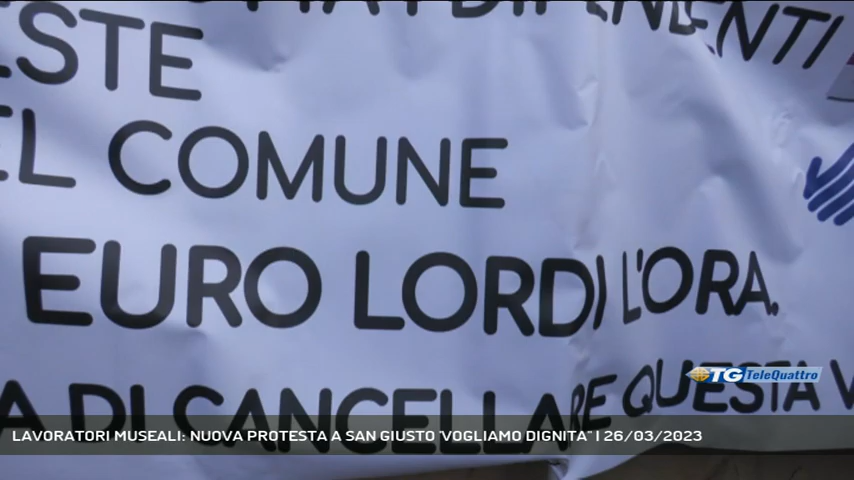 DIPENDENTI
COMUNE
EURO LORDI L'ORA.
DI CANCELLARE QUESTA
TG TeleQuattro
LAVORATORI MUSEALI: NUOVA PROTESTA A SAN GIUSTO 'VOGLIAMO DIGNITA'' | 26/03/2023